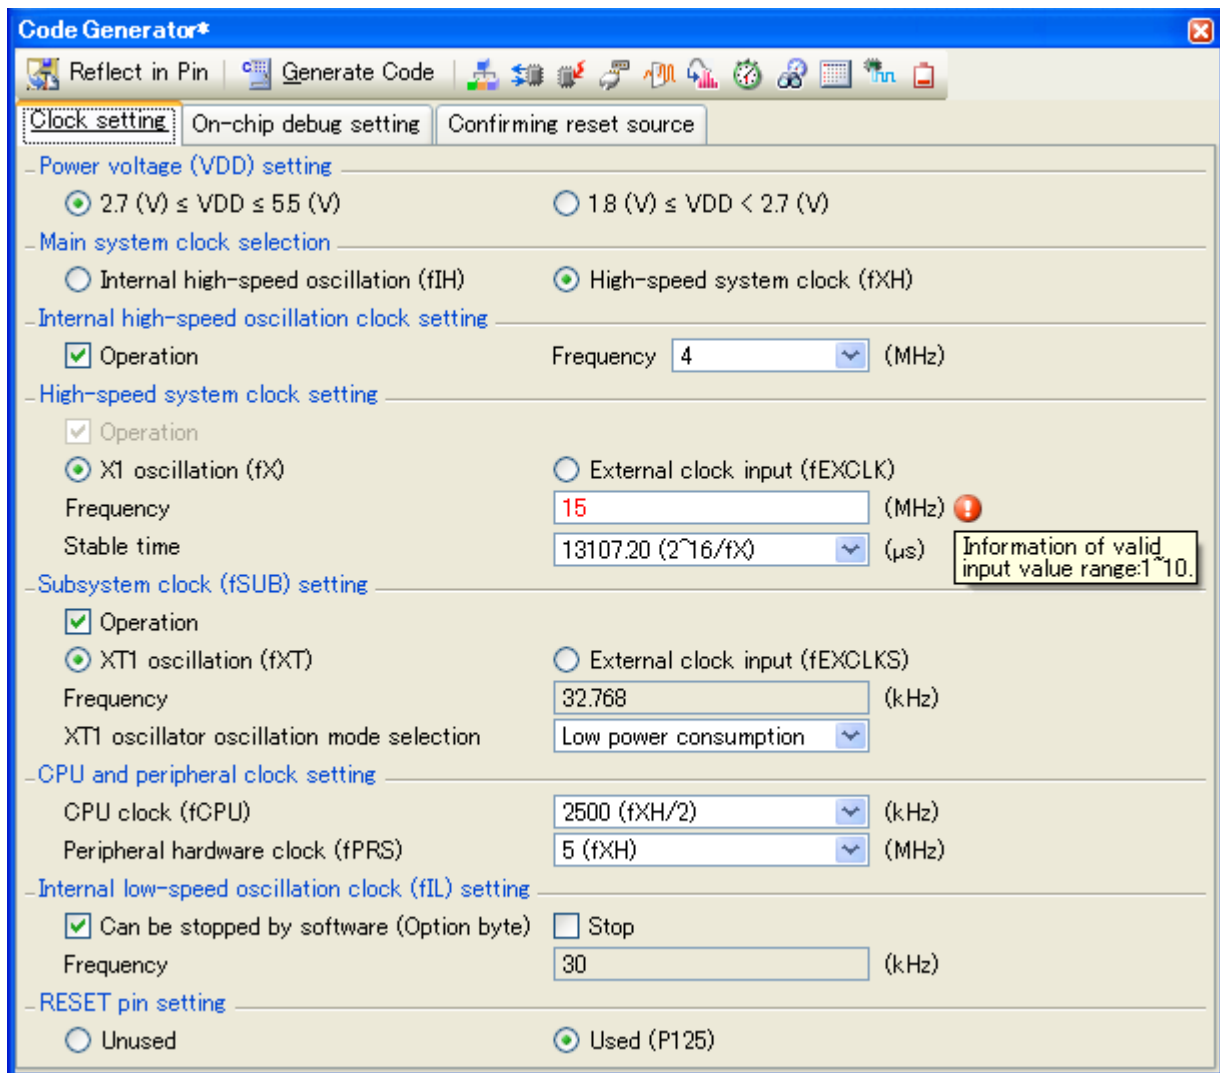 Code Generator*
Reflect in Pin Generate Code
Clock setting On-chip debug setting Confirming reset source
Power voltage (VDD) setting
2.7 (V) ≤ VDD ≤ 5.5 (V) 1.8 (V) ≤ VDD < 2.7 (V)
Main system clock selection
Internal high-speed oscillation (fIH) High-speed system clock (fXH)
Internal high-speed oscillation clock setting
Operation Frequency 4 (MHz)
High-speed system clock setting
Operation
X1 oscillation (fX) External clock input (fEXCLK)
Frequency 15 (MHz)
Stable time 13107.20 (2~16/fX) (μs)
Information of valid
input value range:1~10.
Subsystem clock (fSUB) setting
Operation
XT1 oscillation (fXT) External clock input (fEXCLKS)
Frequency 32.768 (kHz)
XT1 oscillator oscillation mode selection Low power consumption
CPU and peripheral clock setting
CPU clock (fCPU) 2500 (fXH/2) (kHz)
Peripheral hardware clock (fPRS) 5 (fXH) (MHz)
Internal low-speed oscillation clock (fIL) setting
Can be stopped by software (Option byte) Stop
Frequency 30 (kHz)
RESET pin setting
Unused Used (P125)